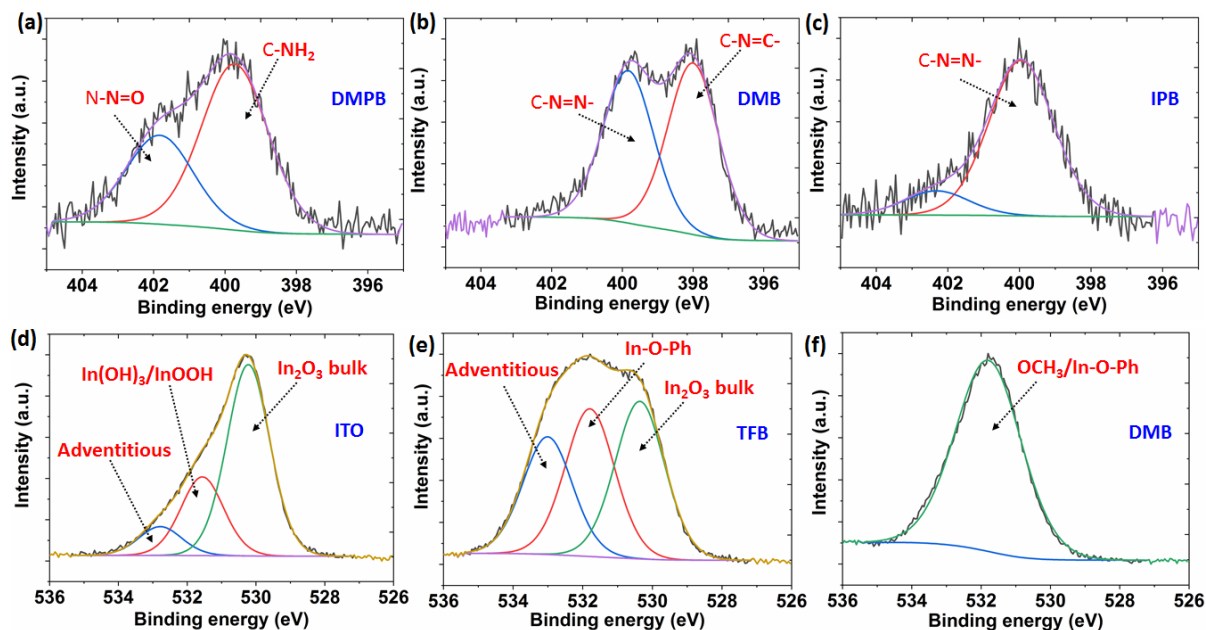 (a)
C-NH2
N-N=O
DMPB
Intensity (a.u.)
404 402 400 398 396
Binding energy (eV)
(b)
C-N=C-
DMB
C-N=N-
Intensity (a.u.)
404 402 400 398 396
Binding energy (eV)
(c)
C-N=N-
IPB
Intensity (a.u.)
404 402 400 398 396
Binding energy (eV)
(d)
In(OH)3/InOOH
In2O3 bulk
ITO
Adventitious
Intensity (a.u.)
536 534 532 530 528 526
Binding energy (eV)
(e)
In-O-Ph
Adventitious
In2O3 bulk
TFB
Intensity (a.u.)
536 534 532 530 528 526
Binding energy (eV)
(f)
OCH3/In-O-Ph
DMB
Intensity (a.u.)
536 534 532 530 528 526
Binding energy (eV)